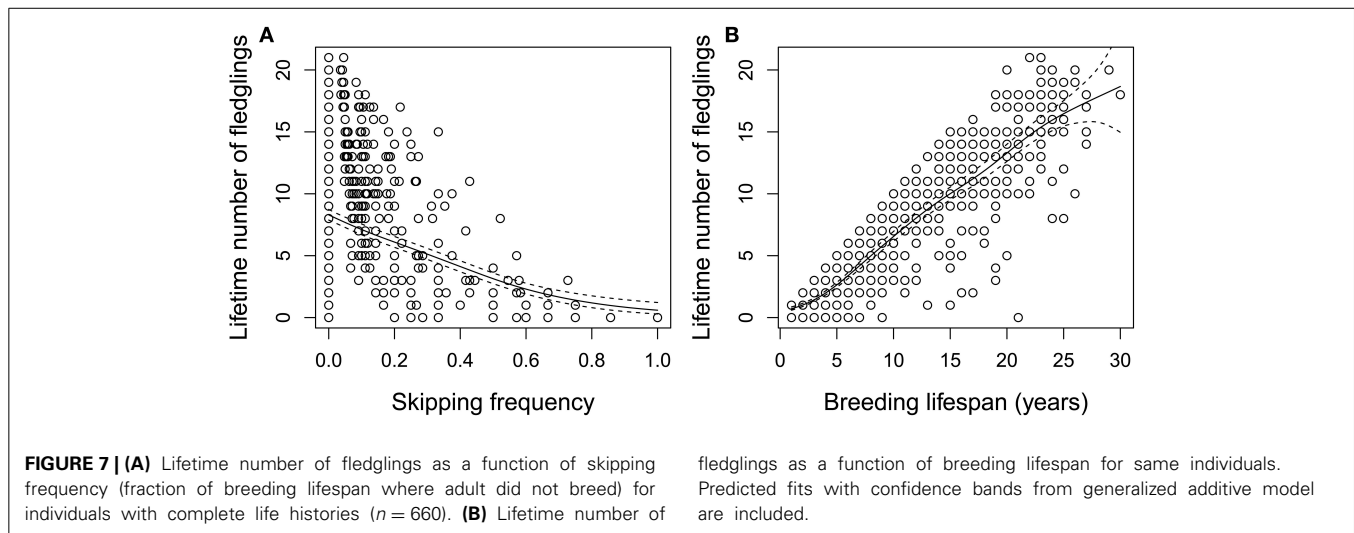 A
Lifetime number of fledglings
20
15
10
5
0
0.0 0.2 0.4 0.6 0.8 1.0
Skipping frequency
B
Lifetime number of fledglings
20
15
10
5
0
0 5 10 15 20 25 30
Breeding lifespan (years)
FIGURE 7 | (A) Lifetime number of fledglings as a function of skipping
frequency (fraction of breeding lifespan where adult did not breed) for
individuals with complete life histories (n = 660). (B) Lifetime number of
fledglings as a function of breeding lifespan for same individuals.
Predicted fits with confidence bands from generalized additive model
are included.